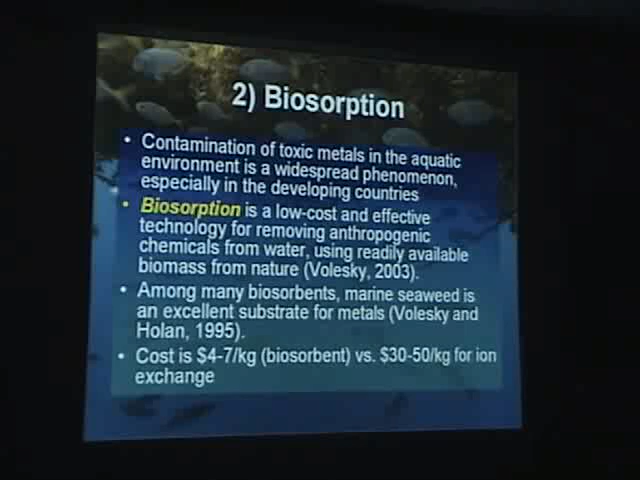 2) Biosorption
• Contamination of toxic metals in the aquatic
environment is a widespread phenomenon,
especially in the developing countries
• Biosorption is a low-cost and effective
technology for removing anthropogenic
chemicals from water, using readily available
biomass from nature (Volesky, 2003).
• Among many biosorbents, marine seaweed is
an excellent substrate for metals (Volesky and
Holan, 1995).
• Cost is $4-7/kg (biosorbent) vs. $30-50/kg for ion
exchange